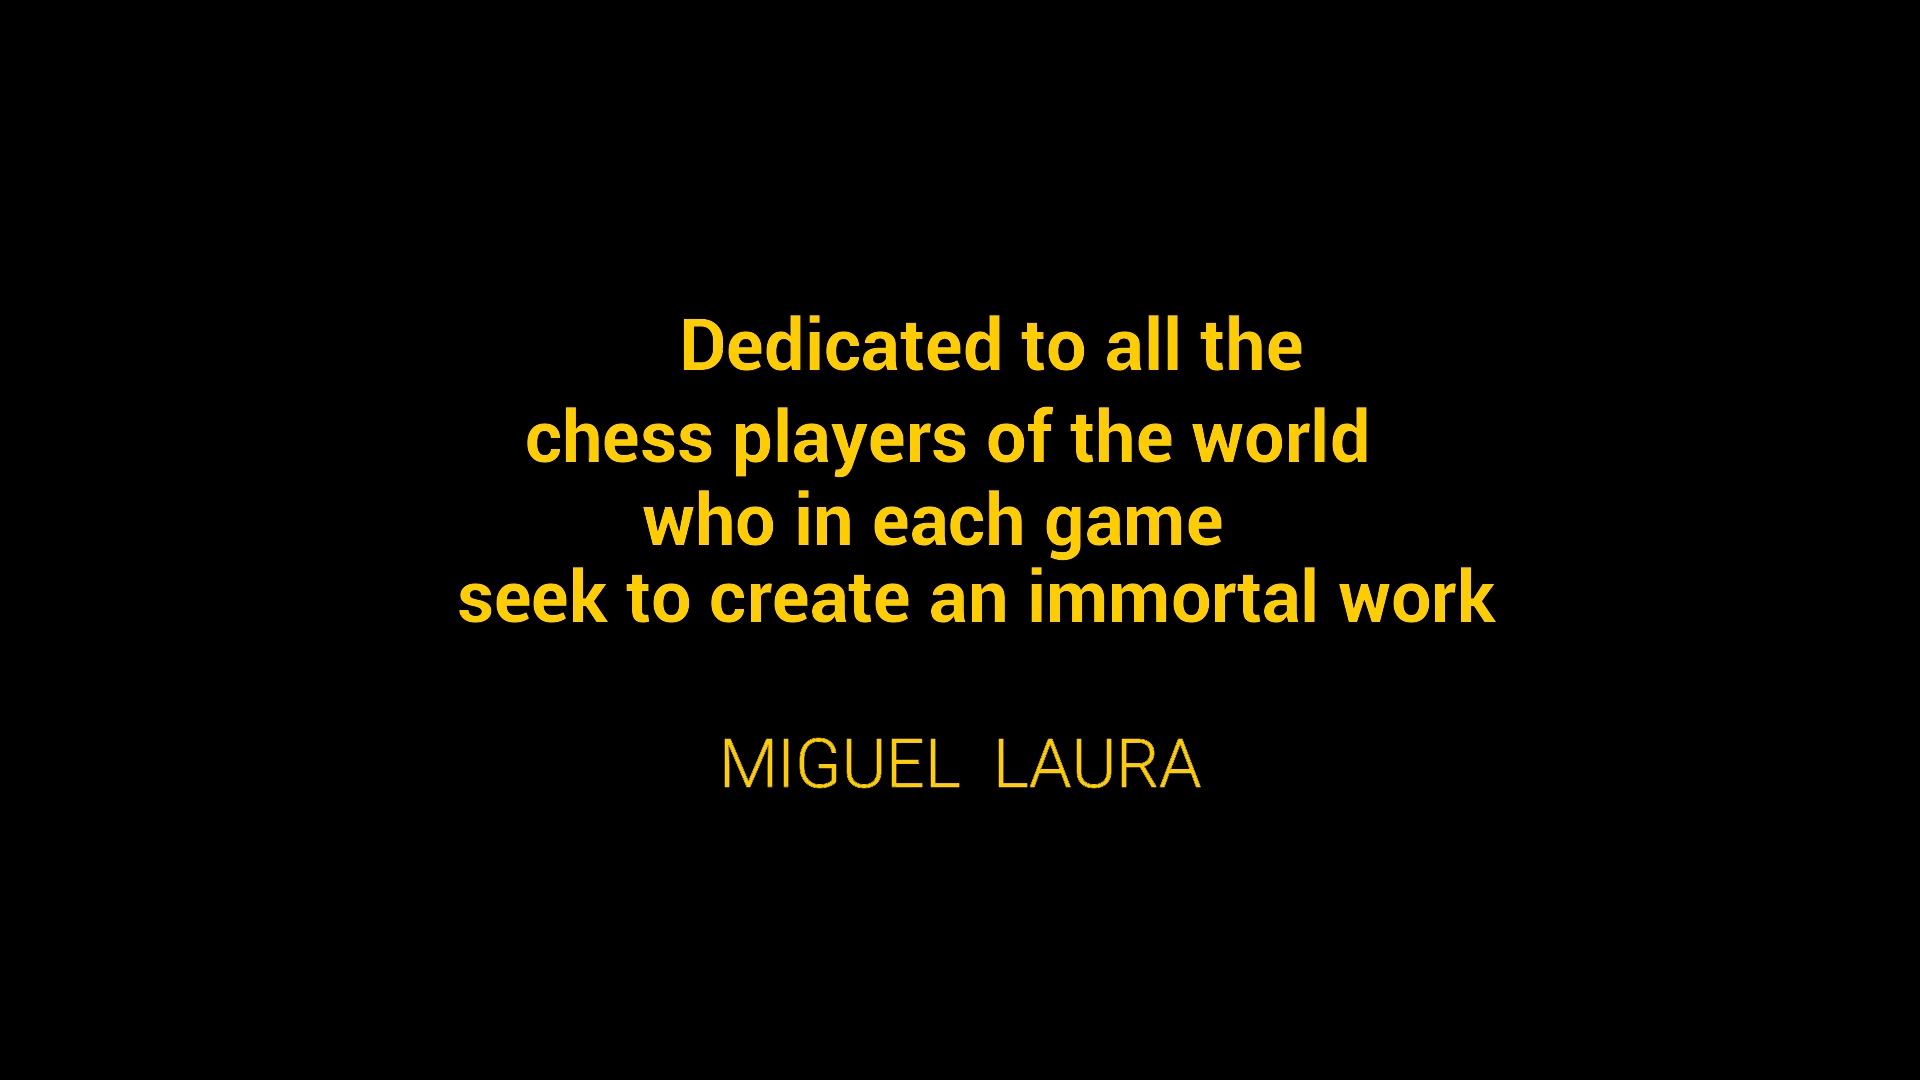 Dedicated to all the
chess players of the world
who in each game
seek to create an immortal work
MIGUEL LAURA